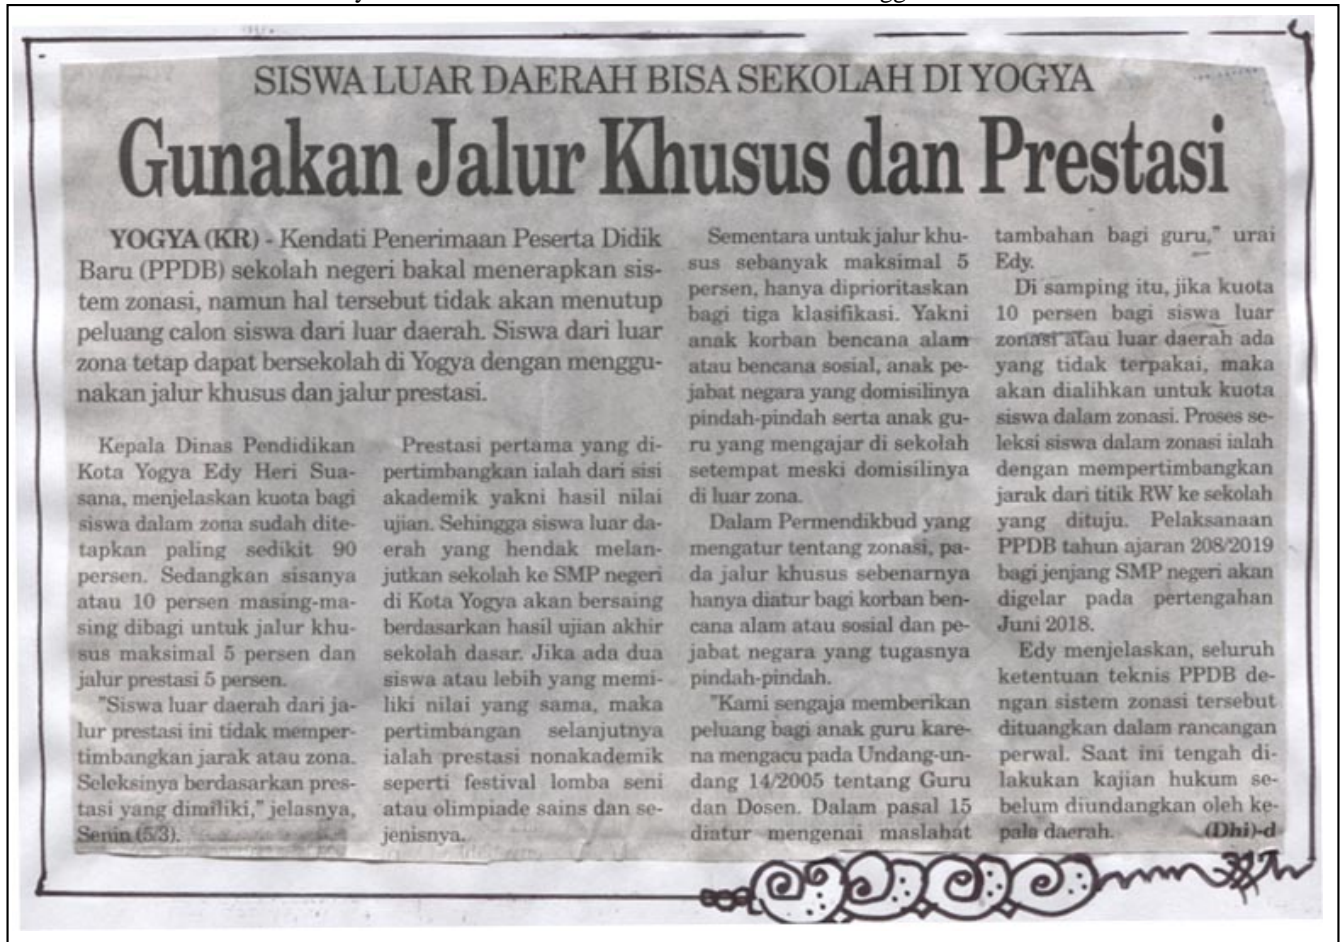 SISWA LUAR DAERAH BISA SEKOLAH DI YOGYA
Gunakan Jalur Khusus dan Prestasi
YOGYA (KR) - Kendati Penerimaan Peserta Didik
Baru (PPDB) sekolah negeri bakal menerapkan sis-
tem zonasi, namun hal tersebut tidak akan menutup
peluang calon siswa dari luar daerah. Siswa dari luar
zona tetap dapat bersekolah di Yogya dengan menggu-
nakan jalur khusus dan jalur prestasi.
Kepala Dinas Pendidikan
Kota Yogya Edy Heri Sua-
sana, menjelaskan kuota bagi
siswa dalam zona sudah dite-
tapkan paling sedikit 90
persen. Sedangkan sisanya
atau 10 persen masing-ma-
sing dibagi untuk jalur khu-
sus maksimal 5 persen dan
jalur prestasi 5 persen.
"Siswa luar daerah dari ja-
lur prestasi ini tidak memper-
timbangkan jarak atau zona.
Seleksinya berdasarkan pres-
tasi yang dimiliki," jelasnya,
Senin (5/3).
Prestasi pertama yang di-
pertimbangkan ialah dari sisi
akademik yakni hasil nilai
ujian. Sehingga siswa luar da-
erah yang hendak melan-
jutkan sekolah ke SMP negeri
di Kota Yogya akan bersaing
berdasarkan hasil ujian akhir
sekolah dasar. Jika ada dua
siswa atau lebih yang memi-
liki nilai yang sama, maka
pertimbangan selanjutnya
ialah prestasi nonakademik
seperti festival lomba seni
atau olimpiade sains dan se-
jenisnya.
Sementara untuk jalur khu-
sus sebanyak maksimal 5
persen, hanya diprioritaskan
bagi tiga klasifikasi. Yakni
anak korban bencana alam
atau bencana sosial, anak pe-
jabat negara yang domisilinya
pindah-pindah serta anak gu-
ru yang mengajar di sekolah
setempat meski domisilinya
di luar zona.
Dalam Permendikbud yang
mengatur tentang zonasi, pa-
da jalur khusus sebenarnya
hanya diatur bagi korban ben-
cana alam atau sosial dan pe-
jabat negara yang tugasnya
pindah-pindah.
"Kami sengaja memberikan
peluang bagi anak guru kare-
na mengacu pada Undang-un-
dang 14/2005 tentang Guru
dan Dosen. Dalam pasal 15
diatur mengenai maslahat
tambahan bagi guru," urai
Edy.
Di samping itu, jika kuota
10 persen bagi siswa luar
zonasi atau luar daerah ada
yang tidak terpakai, maka
akan dialihkan untuk kuota
siswa dalam zonasi. Proses se-
leksi siswa dalam zonasi ialah
dengan mempertimbangkan
jarak dari titik RW ke sekolah
yang dituju. Pelaksanaan
PPDB tahun ajaran 208/2019
bagi jenjang SMP negeri akan
digelar pada pertengahan
Juni 2018.
Edy menjelaskan, seluruh
ketentuan teknis PPDB de-
ngan sistem zonasi tersebut
dituangkan dalam rancangan
perwal. Saat ini tengah di-
lakukan kajian hukum se-
belum diundangkan oleh ke-
pala daerah. (Dhi)-d